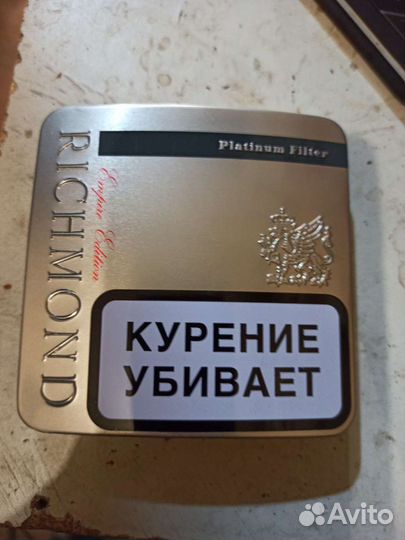 Platinum Filter
RICHMOND
Empire Edition
КУРЕНИЕ
УБИВАЕТ
Avito